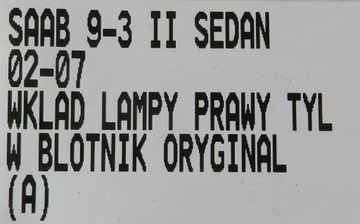 SAAB 9-3 II SEDAN
02-07
WKLAD LAMPY PRAWY TYL
W BLOTNIK ORYGINAL
(A)